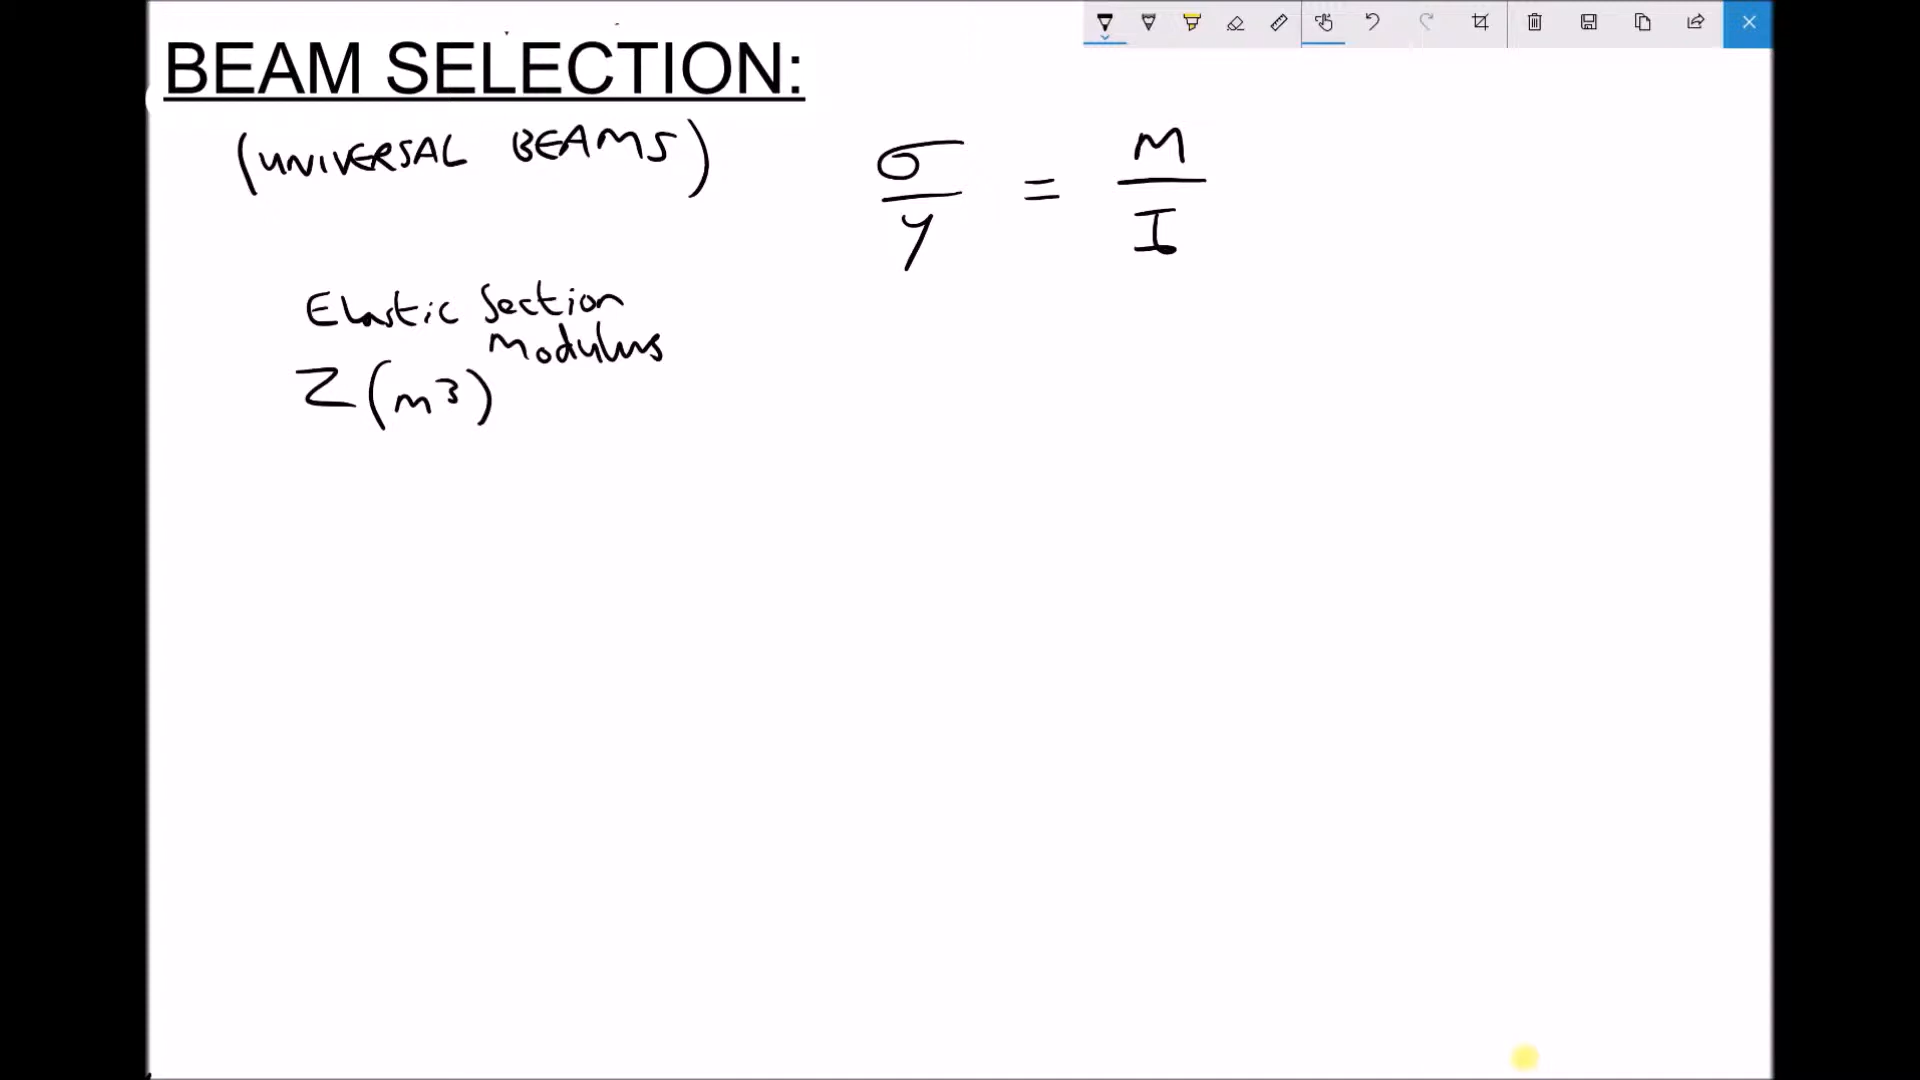 BEAM SELECTION:
(UNIVERSAL BEAMS)
σ/y = M/I
Elastic Section
Modulus
Z (m³)